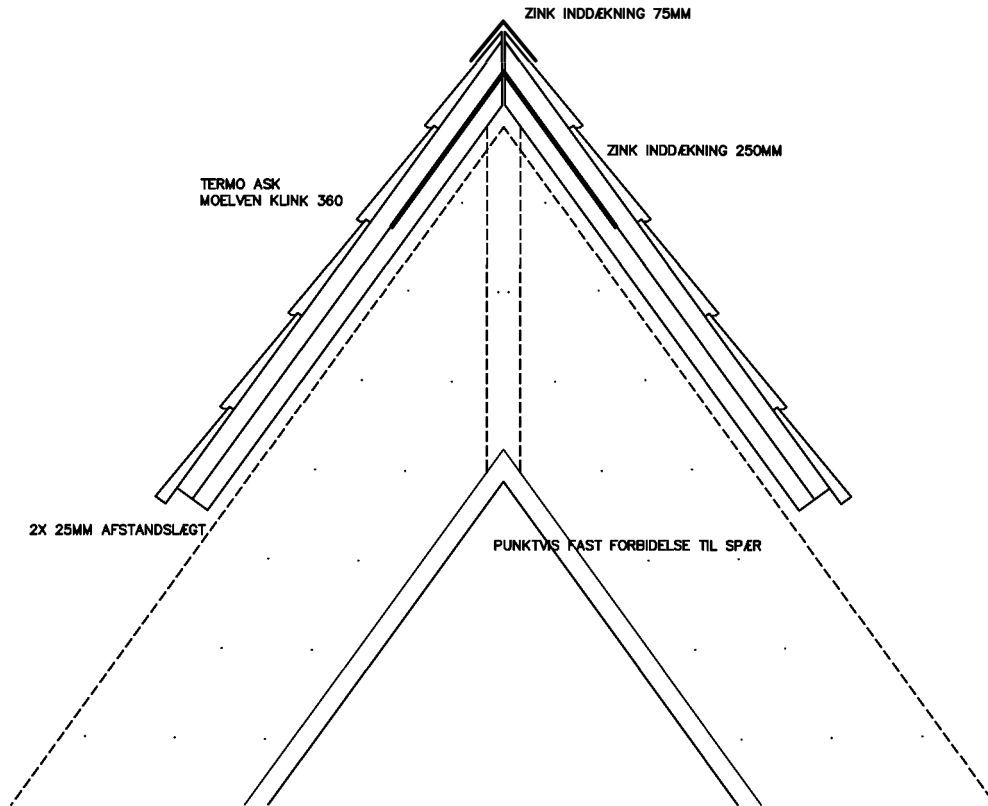 ZINK INDDÆKNING 75MM
ZINK INDDÆKNING 250MM
TERMO ASK
MOELVEN KLINK 360
2X 25MM AFSTANDSLÆGT
PUNKTVIS FAST FORBIDELSE TIL SPÆR